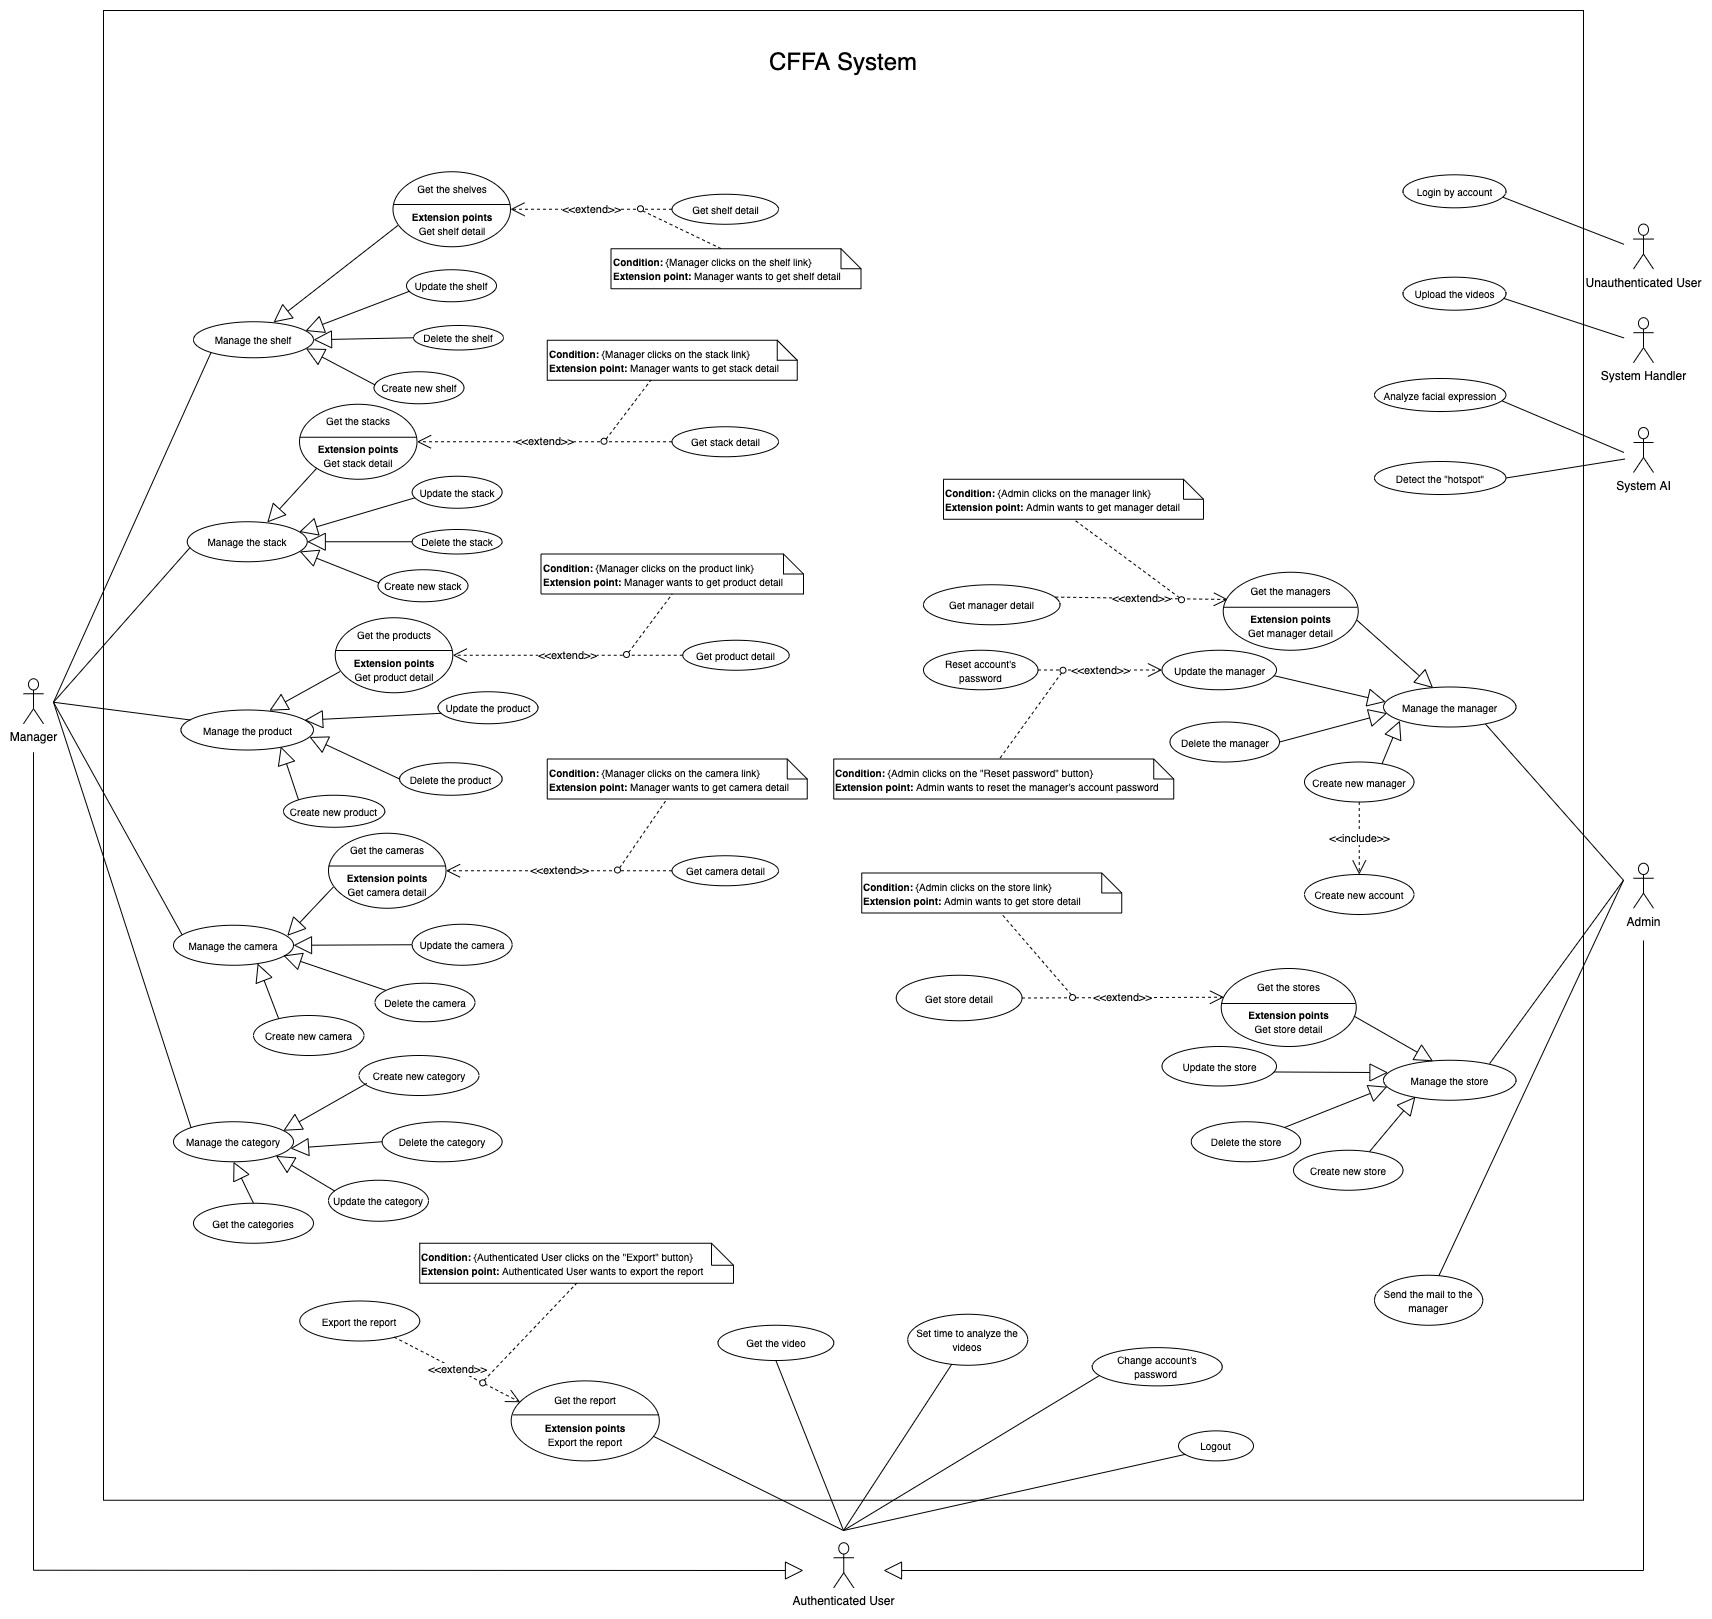 CFFA System
Get the shelves
Extension points
Get shelf detail
<<extend>>
Get shelf detail
Condition: {Manager clicks on the shelf link}
Extension point: Manager wants to get shelf detail
Update the shelf
Manage the shelf
Delete the shelf
Create new shelf
Condition: {Manager clicks on the stack link}
Extension point: Manager wants to get stack detail
Get the stacks
Extension points
Get stack detail
<<extend>>
Get stack detail
Update the stack
Manage the stack
Delete the stack
Create new stack
Condition: {Manager clicks on the product link}
Extension point: Manager wants to get product detail
Get the products
Extension points
Get product detail
<<extend>>
Get product detail
Update the product
Manage the product
Delete the product
Create new product
Manager
Condition: {Manager clicks on the camera link}
Extension point: Manager wants to get camera detail
Get the cameras
Extension points
Get camera detail
<<extend>>
Get camera detail
Manage the camera
Update the camera
Delete the camera
Create new camera
Create new category
Manage the category
Delete the category
Update the category
Get the categories
Login by account
Unauthenticated User
Upload the videos
System Handler
Analyze facial expression
Detect the "hotspot"
System AI
Condition: {Admin clicks on the manager link}
Extension point: Admin wants to get manager detail
Get manager detail
<<extend>>
Get the managers
Extension points
Get manager detail
Reset account's
password
<<extend>>
Update the manager
Manage the manager
Delete the manager
Condition: {Admin clicks on the "Reset password" button}
Extension point: Admin wants to reset the manager's account password
Create new manager
<<include>>
Create new account
Admin
Condition: {Admin clicks on the store link}
Extension point: Admin wants to get store detail
Get store detail
<<extend>>
Get the stores
Extension points
Get store detail
Update the store
Manage the store
Delete the store
Create new store
Send the mail to the
manager
Condition: {Authenticated User clicks on the "Export" button}
Extension point: Authenticated User wants to export the report
Export the report
<<extend>>
Get the report
Extension points
Export the report
Get the video
Set time to analyze the
videos
Change account's
password
Logout
Authenticated User